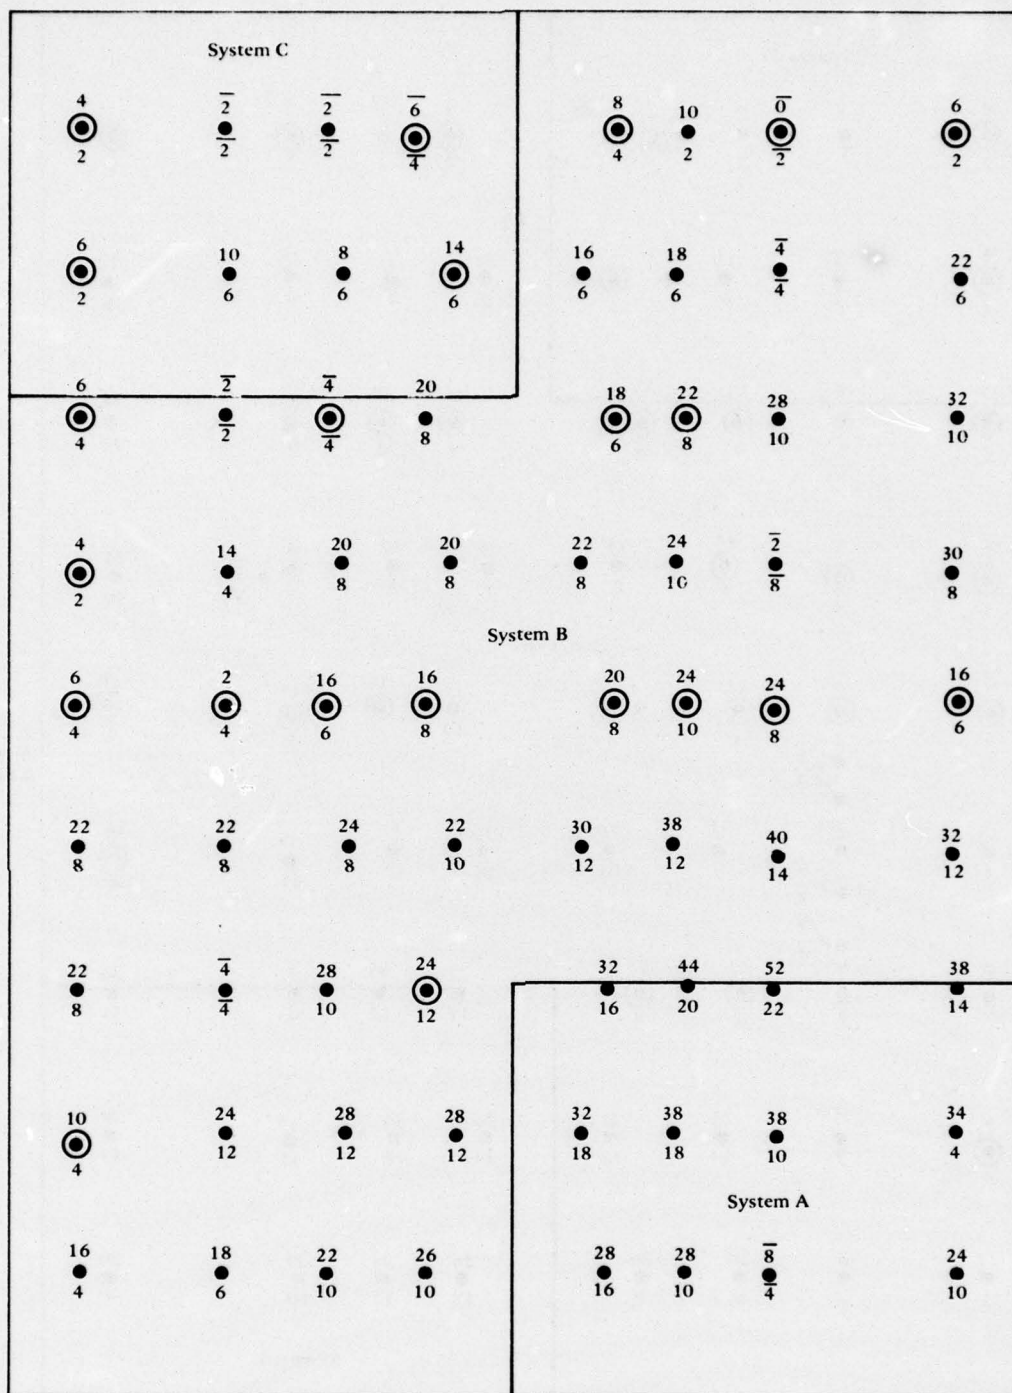 System C
4 2̅ 2̅ 6̅ 8 10 0̅ 6
2 2̅ 2̅ 4̅ 4 2 2̅ 2
6 10 8 14 16 18 4̅ 22
2 6 6 6 6 6 4̅ 6
6 2̅ 4̅ 20 18 22 28 32
4 2̅ 4̅ 8 6 8 10 10
4 14 20 20 22 24 2̅ 30
2 4 8 8 8 10 8̅ 8
System B
6 2 16 16 20 24 24 16
4 4 6 8 8 10 8 6
22 22 24 22 30 38 40 32
8 8 8 10 12 12 14 12
22 4̅ 28 24 32 44 52 38
8 4̅ 10 12 16 20 22 14
10 24 28 28 32 38 38 34
4 12 12 12 18 18 10 4
System A
16 18 22 26 28 28 8̅ 24
4 6 10 10 16 10 4̅ 10